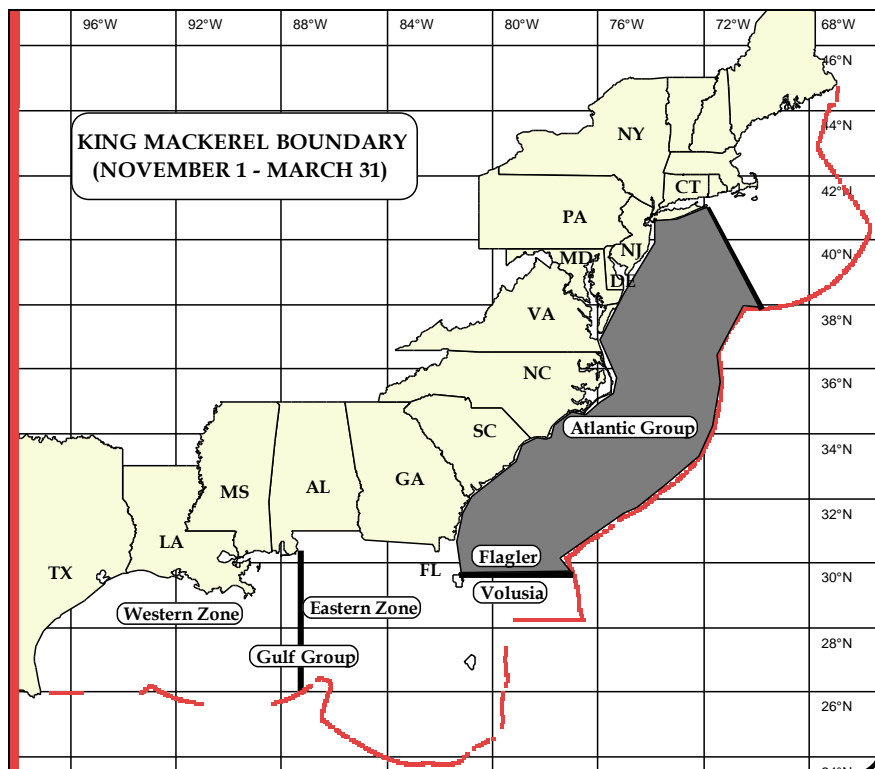 96°W 92°W 88°W 84°W 80°W 76°W 72°W 68°W
46°N
KING MACKEREL BOUNDARY
(NOVEMBER 1 - MARCH 31)
NY
44°N
CT
42°N
PA
NJ
40°N
MD
DE
VA
38°N
NC
36°N
SC
Atlantic Group
34°N
GA
MS
AL
32°N
LA
Flagler
TX
FL
30°N
Volusia
Western Zone
Eastern Zone
28°N
Gulf Group
26°N